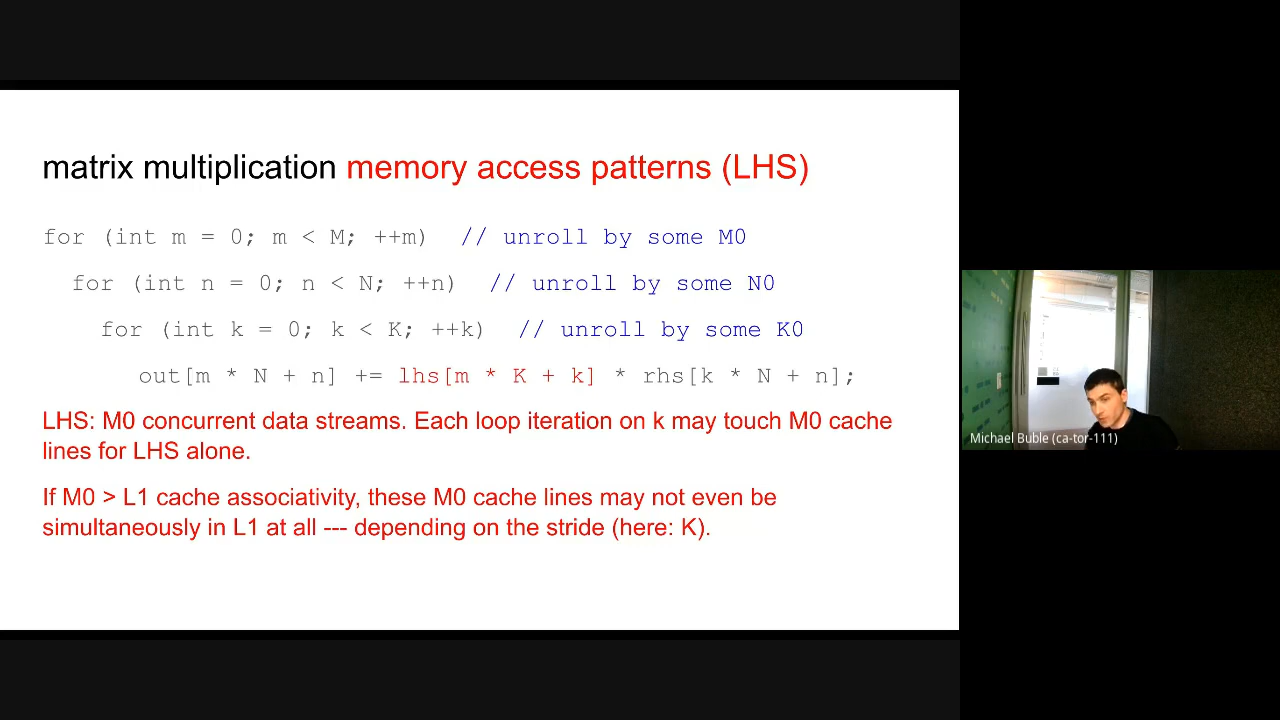 matrix multiplication memory access patterns (LHS)
for (int m = 0; m < M; ++m)  // unroll by some M0
for (int n = 0; n < N; ++n)  // unroll by some N0
for (int k = 0; k < K; ++k)  // unroll by some K0
out[m * N + n] += lhs[m * K + k] * rhs[k * N + n];
LHS: M0 concurrent data streams. Each loop iteration on k may touch M0 cache
lines for LHS alone.
If M0 > L1 cache associativity, these M0 cache lines may not even be
simultaneously in L1 at all --- depending on the stride (here: K).
Michael Buble (ca-tor-111)